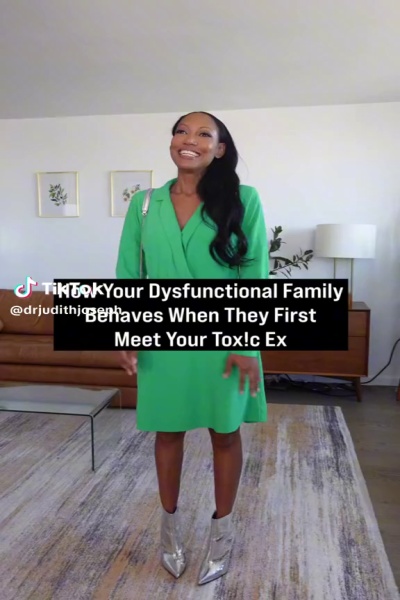 TikTok
@drjudithjoseph
How Your Dysfunctional Family
Behaves When They First
Meet Your Tox!c Ex